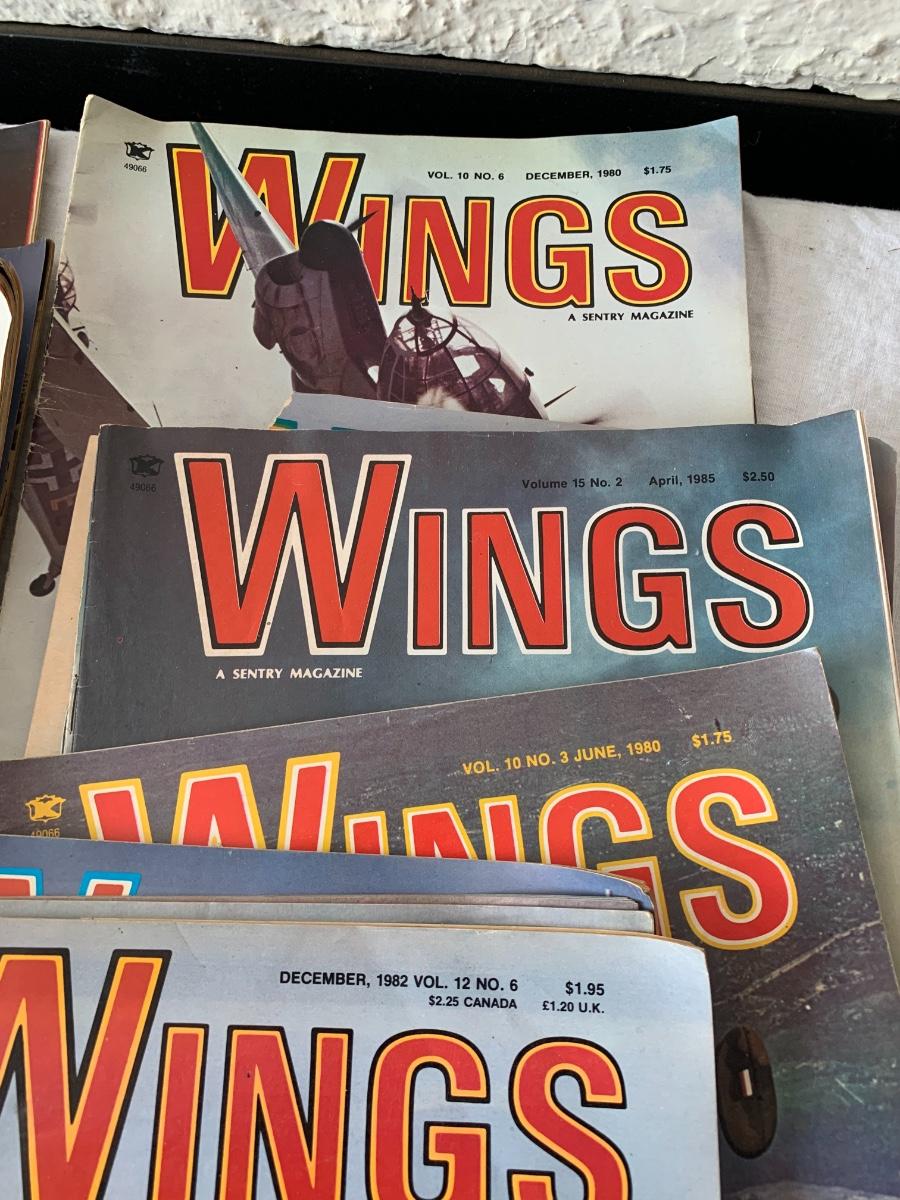 49066
WINGS
VOL. 10 NO. 6 DECEMBER, 1980 $1.75
A SENTRY MAGAZINE
49066
WINGS
Volume 15 No. 2 April, 1985 $2.50
A SENTRY MAGAZINE
VOL. 10 NO. 3 JUNE, 1980 $1.75
49066
WINGS
DECEMBER, 1982 VOL. 12 NO. 6 $1.95
$2.25 CANADA £1.20 U.K.
WINGS